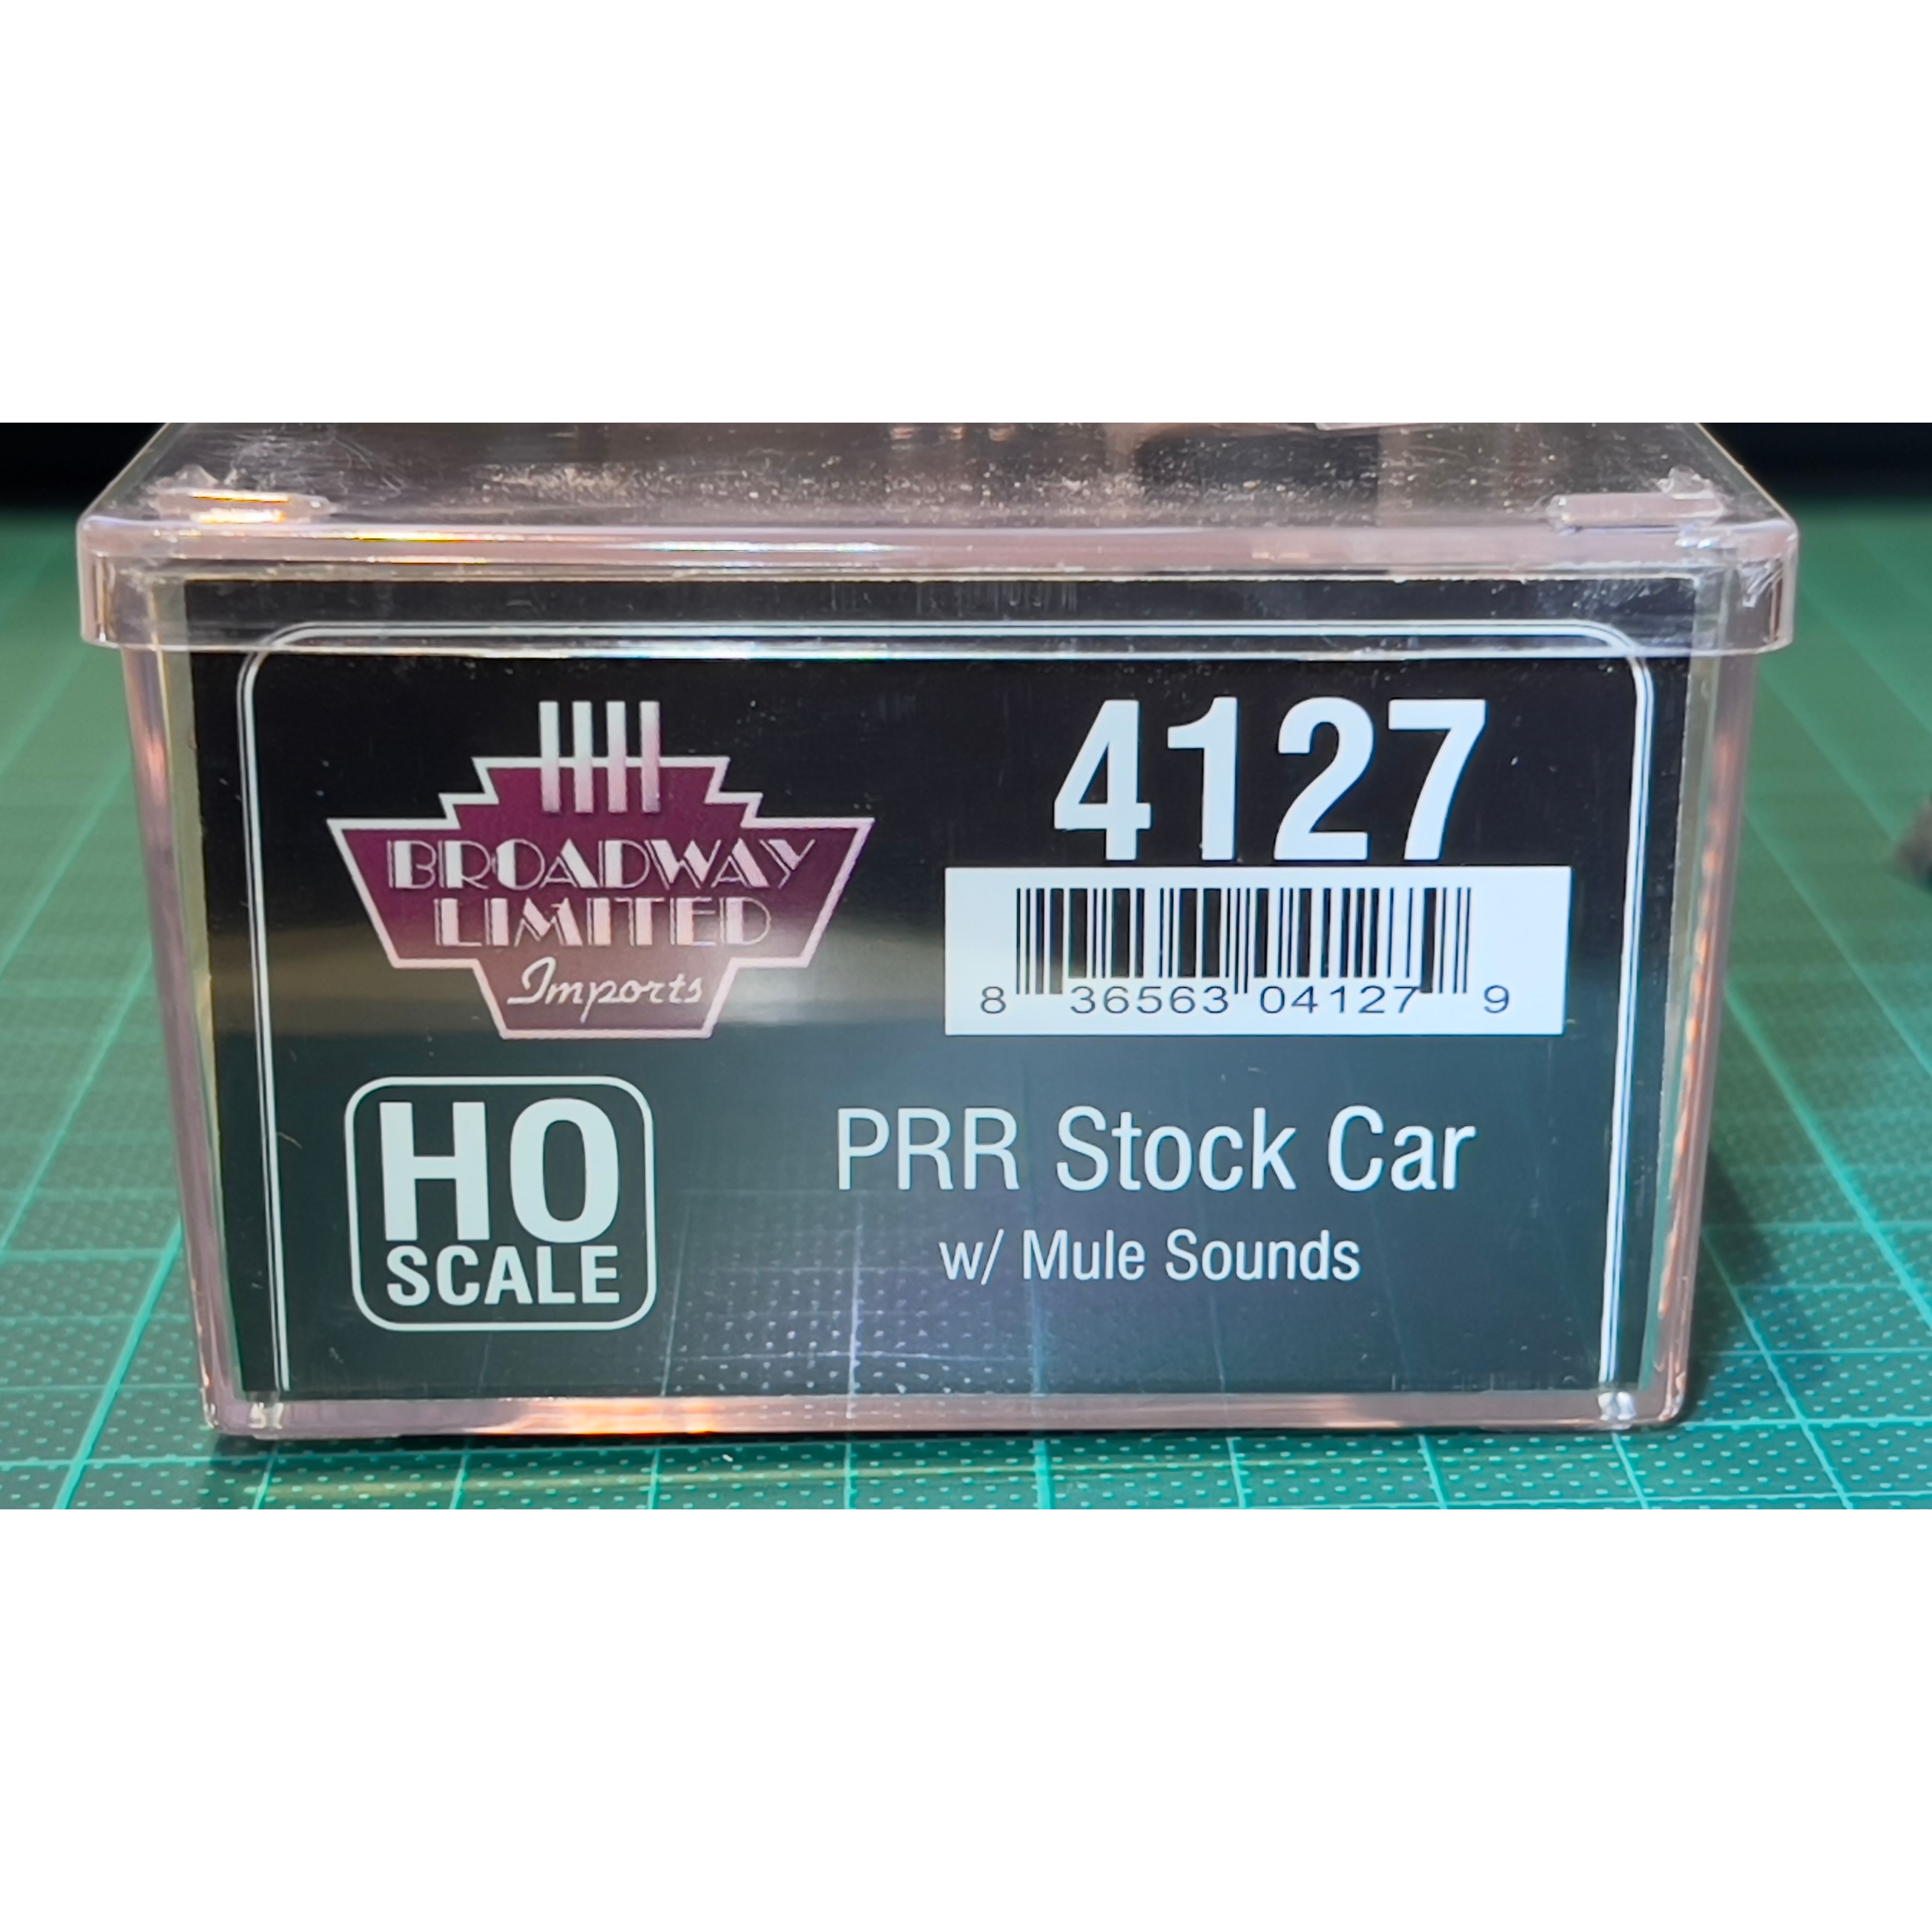 BROADWAY
LIMITED
Imports
4127
8 36563 04127 9
HO
SCALE
PRR Stock Car
w/ Mule Sounds